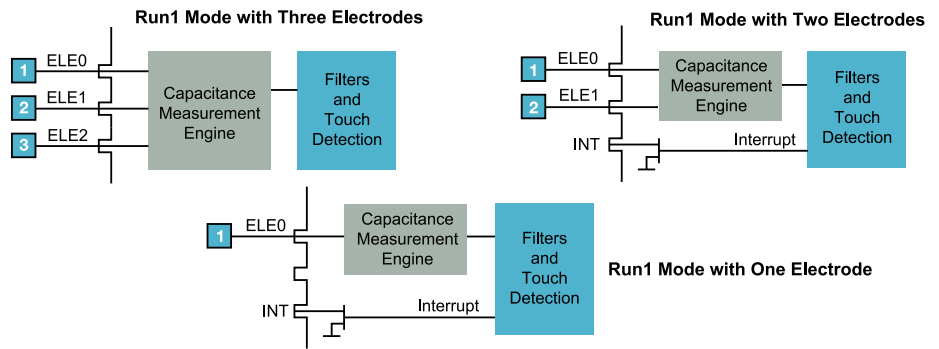 Run1 Mode with Three Electrodes
1
ELE0
2
ELE1
3
ELE2
Capacitance
Measurement
Engine
Filters
and
Touch
Detection
Run1 Mode with Two Electrodes
1
ELE0
2
ELE1
INT
Capacitance
Measurement
Engine
Interrupt
Filters
and
Touch
Detection
1
ELE0
INT
Capacitance
Measurement
Engine
Interrupt
Filters
and
Touch
Detection
Run1 Mode with One Electrode